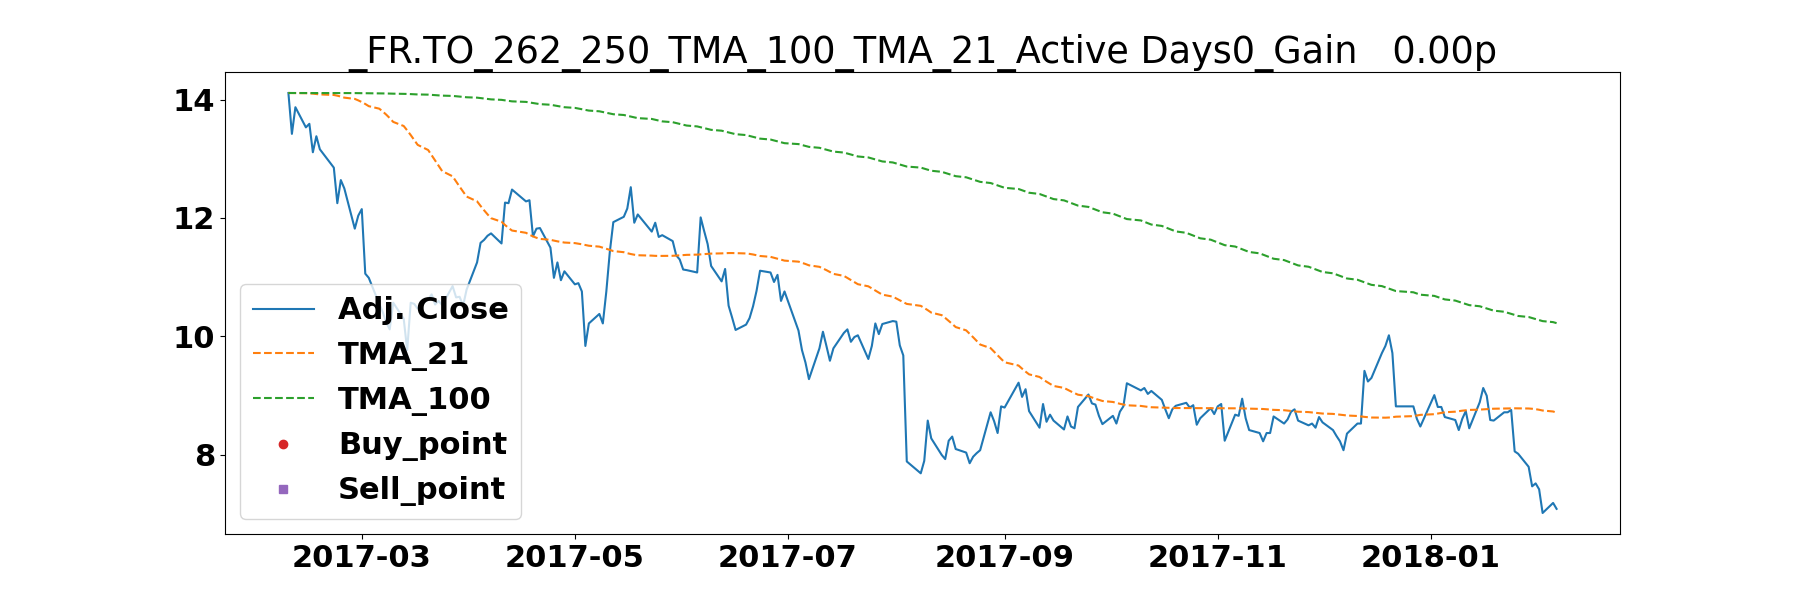 _FR.TO_262_250_TMA_100_TMA_21_Active Days0_Gain   0.00p
14
12
10
8
Adj. Close
TMA_21
TMA_100
Buy_point
Sell_point
2017-03 2017-05 2017-07 2017-09 2017-11 2018-01